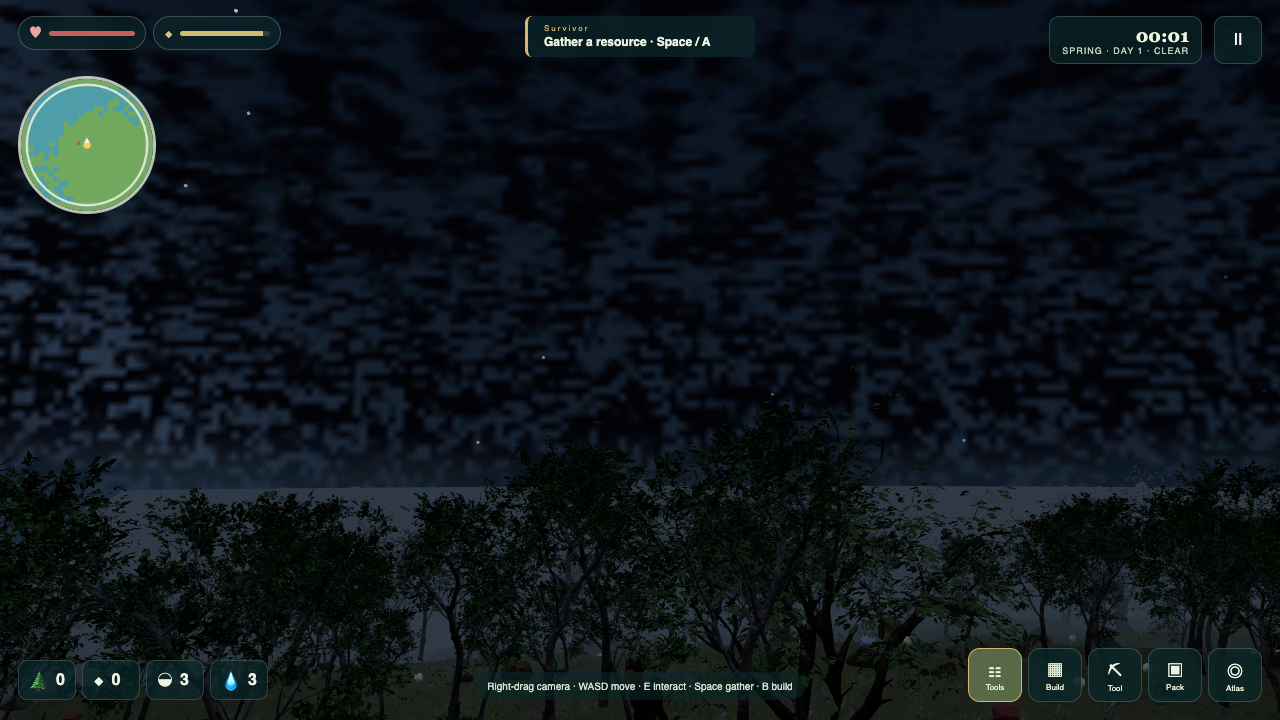 Survivor
Gather a resource · Space / A
00:01
SPRING · DAY 1 · CLEAR
0
0
3
3
Right-drag camera · WASD move · E interact · Space gather · B build
Tools
Build
Tool
Pack
Atlas